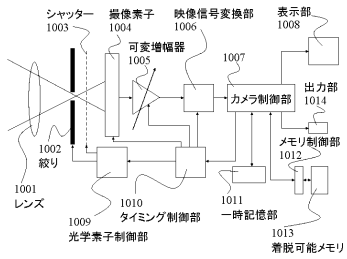 シャッター
1003
撮像素子
1004
可変増幅器
1005
映像信号変換部
1006
1007
カメラ制御部
表示部
1008
出力部
1014
メモリ制御部
1012
1001
レンズ
1002
絞り
1009
光学素子制御部
1010
タイミング制御部
1011
一時記憶部
1013
着脱可能メモリ